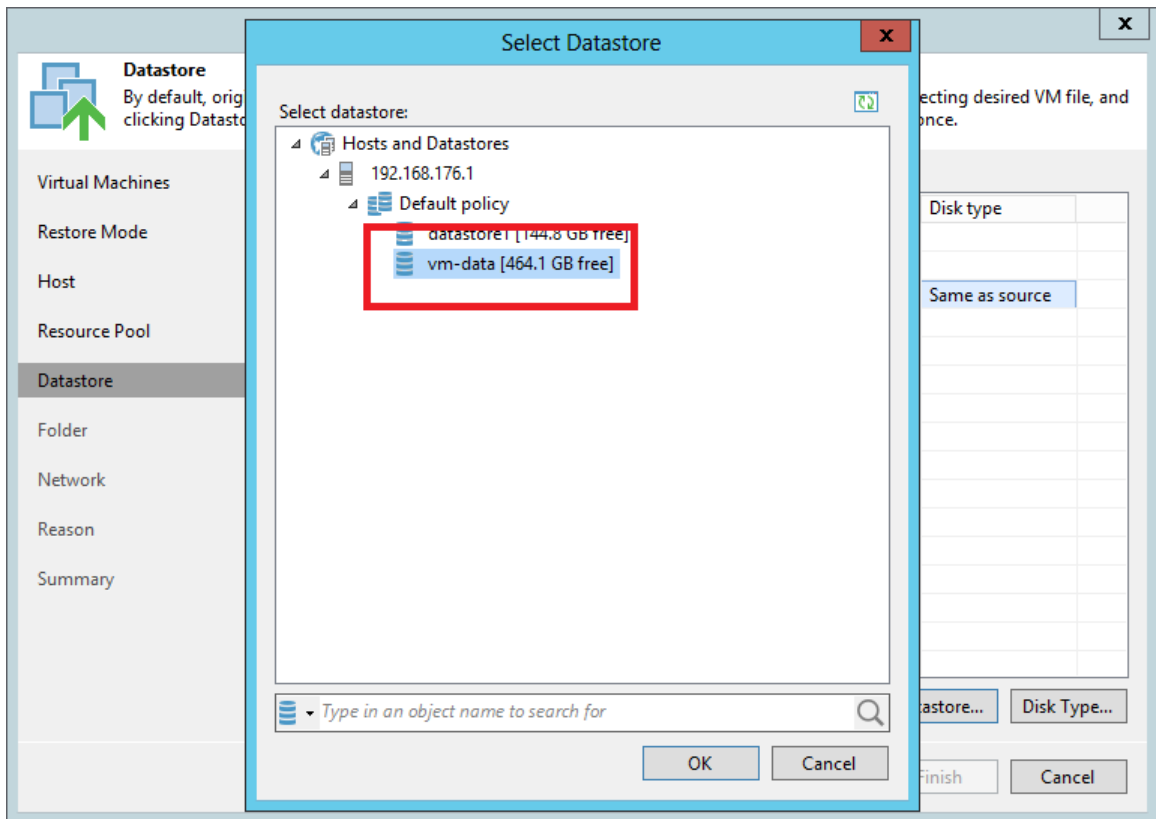 x
Select Datastore
x
Datastore
By default, orig
ecting desired VM file, and
clicking Datasto
once.
Select datastore:
Hosts and Datastores
192.168.176.1
Default policy
datastore1 [144.8 GB free]
vm-data [464.1 GB free]
Virtual Machines
Restore Mode
Host
Resource Pool
Datastore
Folder
Network
Reason
Summary
Disk type
Same as source
Type in an object name to search for
tastore...
Disk Type...
OK
Cancel
Finish
Cancel